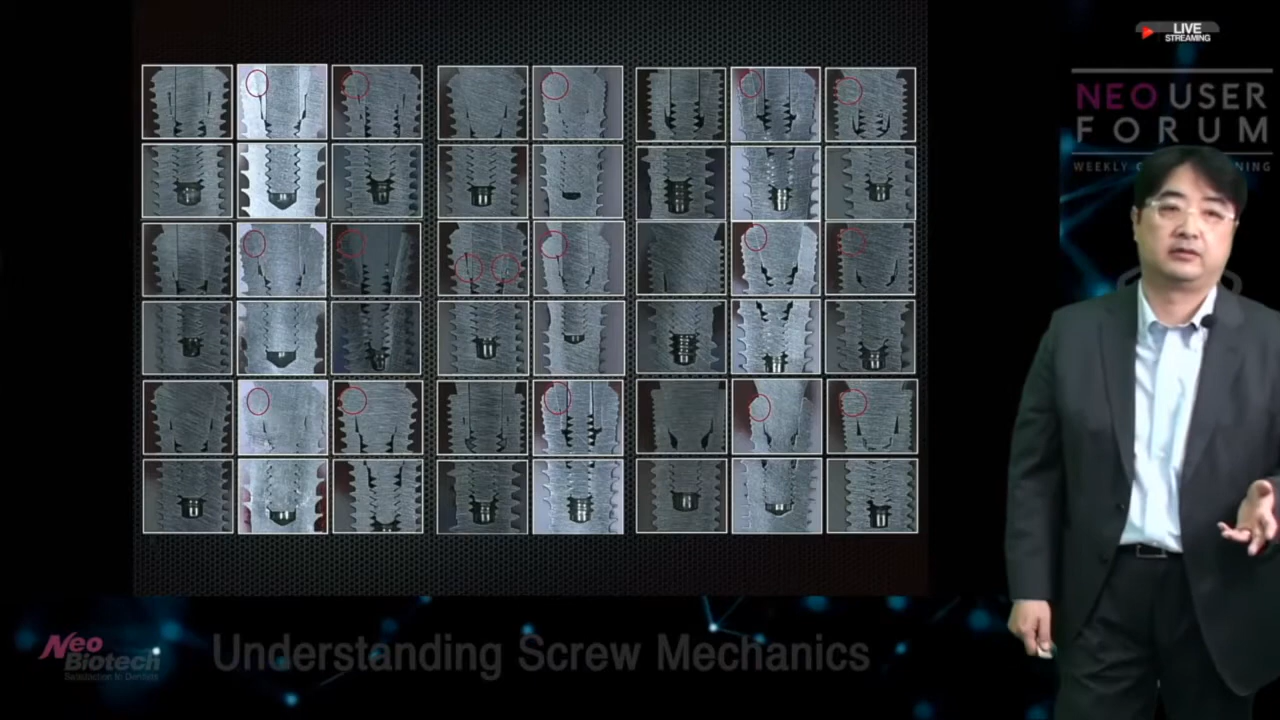 LIVE
STREAMING
NEO USER
FORUM
Neo
Biotech
Understanding Screw Mechanics